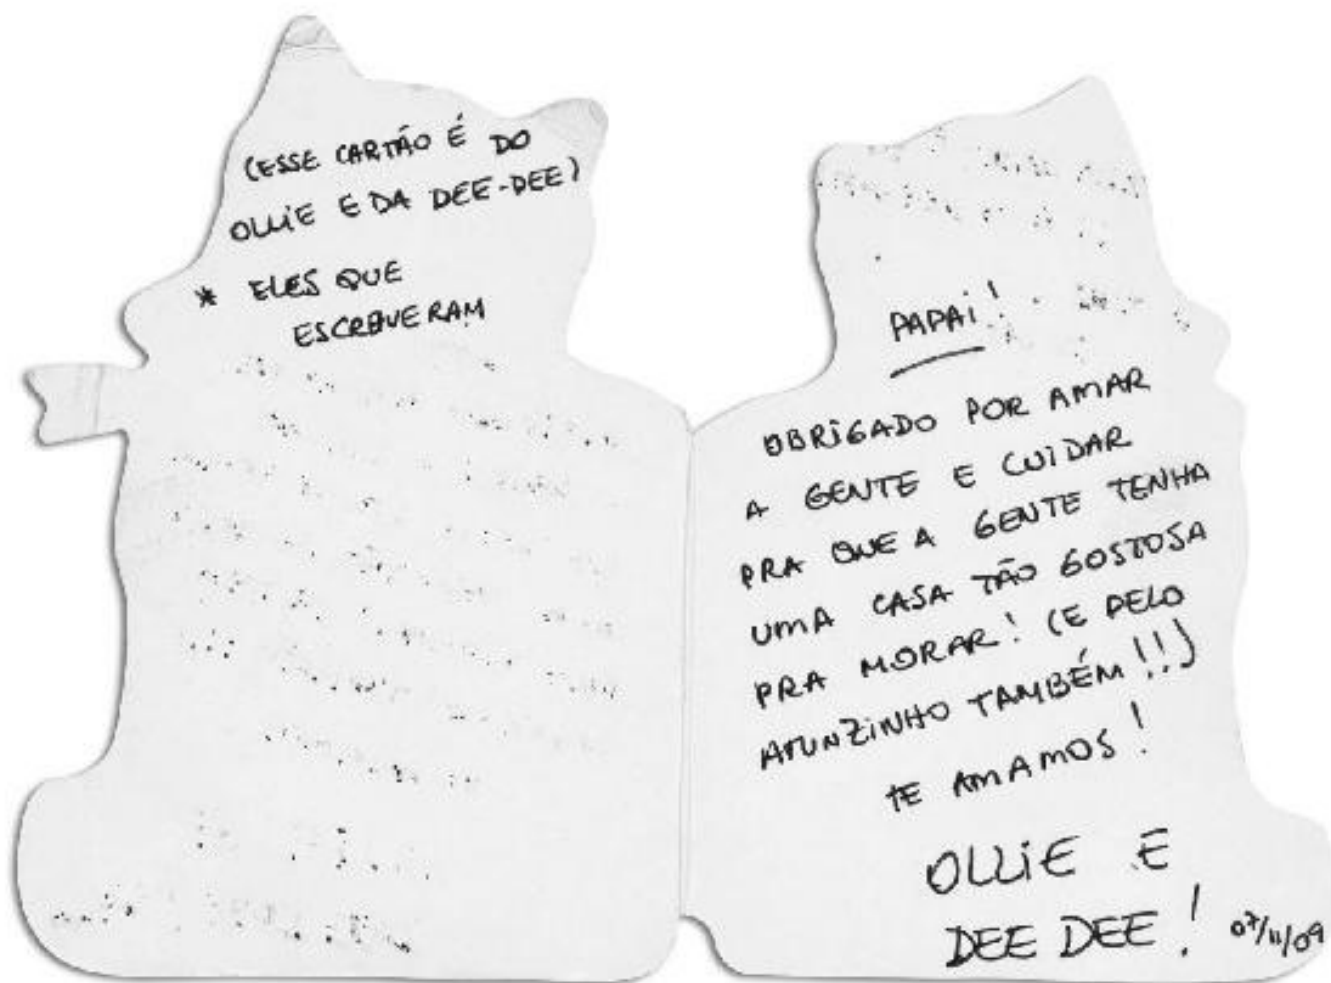 (ESSE CARTÃO É DO
OLLIE E DA DEE-DEE)
* ELES QUE
ESCREVERAM
PAPAI!
OBRIGADO POR AMAR
A GENTE E CUIDAR
PRA QUE A GENTE TENHA
UMA CASA TÃO GOSTOSA
PRA MORAR! (E PELO
ATUNZINHO TAMBÉM!!)
TE AMAMOS!
OLLIE E
DEE DEE!
07/11/09